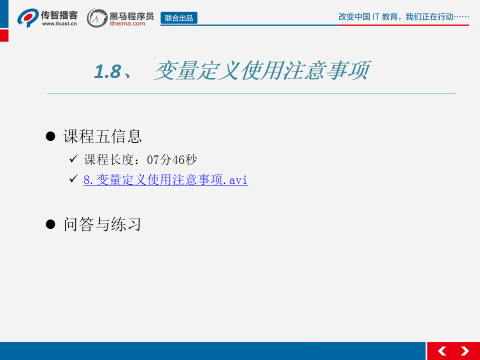 传智播客
www.itcast.cn
黑马程序员
itheima.com
联合出品
改变中国 IT 教育，我们正在行动……
1.8、 变量定义使用注意事项
● 课程五信息
✓ 课程长度：07分46秒
✓ 8.变量定义使用注意事项.avi
● 问答与练习